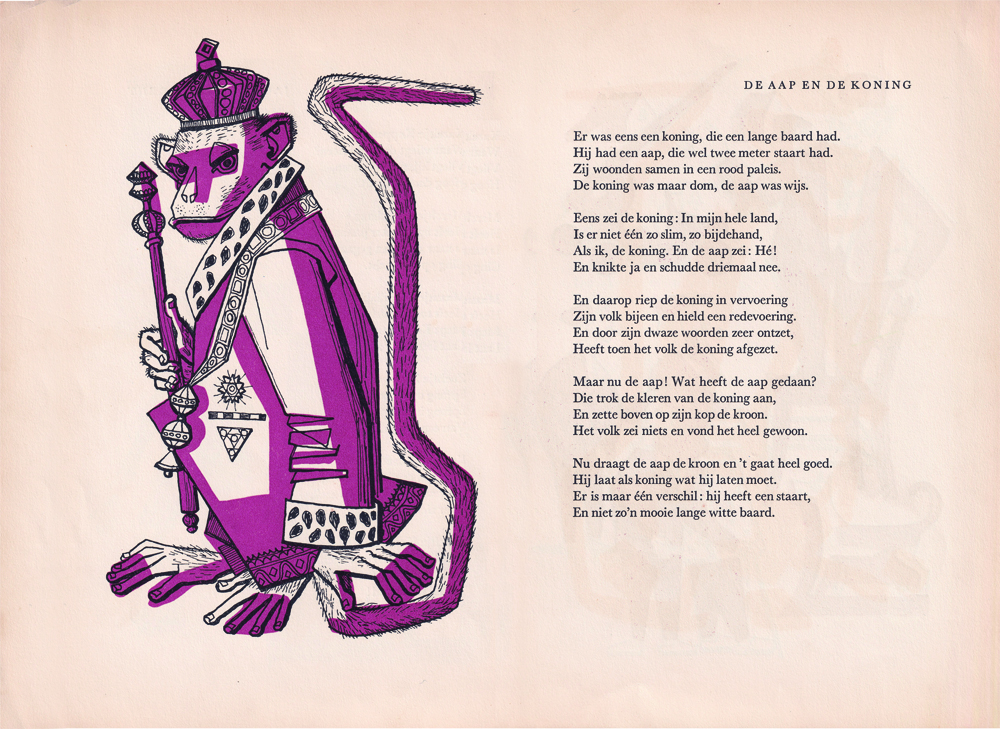 DE AAP EN DE KONING
Er was eens een koning, die een lange baard had.
Hij had een aap, die wel twee meter staart had.
Zij woonden samen in een rood paleis.
De koning was maar dom, de aap was wijs.
Eens zei de koning: In mijn hele land,
Is er niet één zo slim, zo bijdehand,
Als ik, de koning. En de aap zei: Hé!
En knikte ja en schudde driemaal nee.
En daarop riep de koning in vervoering
Zijn volk bijeen en hield een redevoering.
En door zijn dwaze woorden zeer ontzet,
Heeft toen het volk de koning afgezet.
Maar nu de aap! Wat heeft de aap gedaan?
Die trok de kleren van de koning aan,
En zette boven op zijn kop de kroon.
Het volk zei niets en vond het heel gewoon.
Nu draagt de aap de kroon en 't gaat heel goed.
Hij laat als koning wat hij laten moet.
Er is maar één verschil: hij heeft een staart,
En niet zo'n mooie lange witte baard.